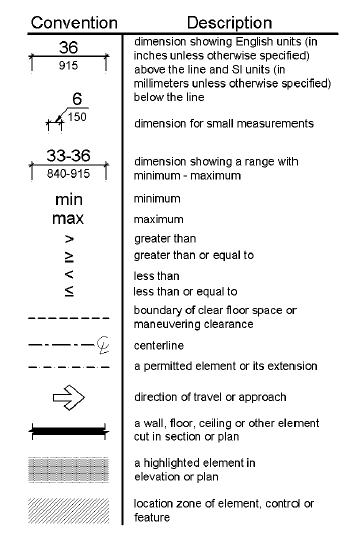 Convention Description
36
915
dimension showing English units (in
inches unless otherwise specified)
above the line and SI units (in
millimeters unless otherwise specified)
below the line
6
150
dimension for small measurements
33-36
840-915
dimension showing a range with
minimum - maximum
min minimum
max maximum
> greater than
≥ greater than or equal to
< less than
≤ less than or equal to
boundary of clear floor space or
maneuvering clearance
℄ centerline
a permitted element or its extension
direction of travel or approach
a wall, floor, ceiling or other element
cut in section or plan
a highlighted element in
elevation or plan
location zone of element, control or
feature